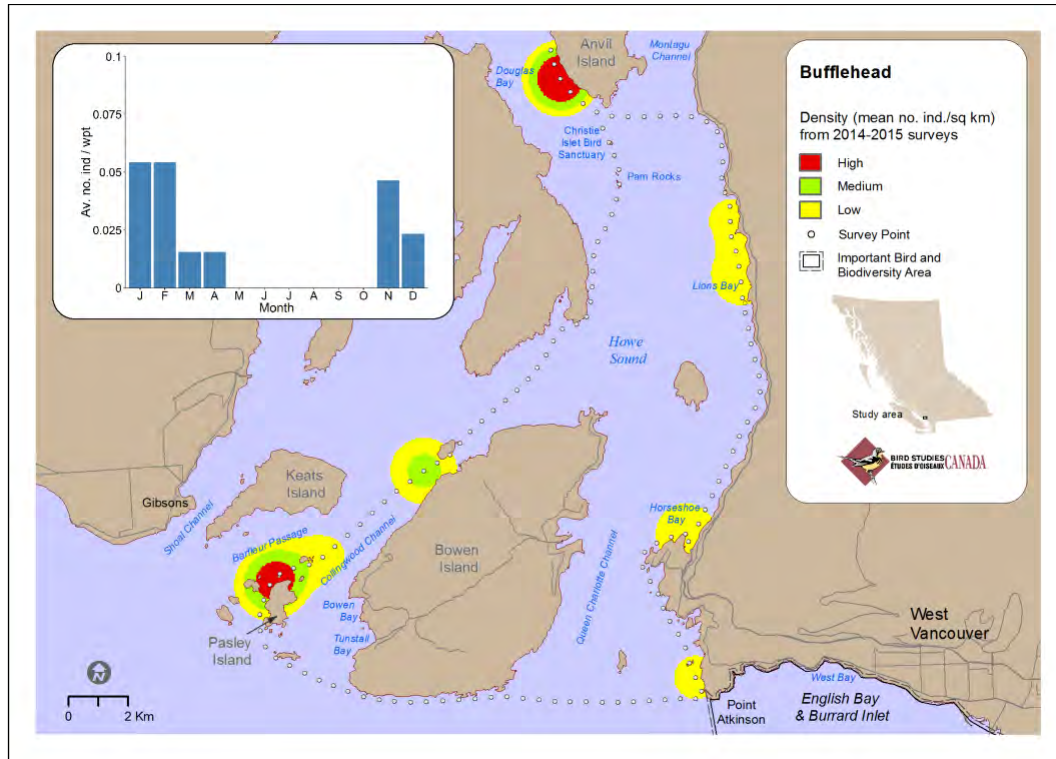 0.1
0.075
0.05
0.025
0
Av. no. ind / wpt
J F M A M J J A S O N D
Month
Anvil
Island
Montagu
Channel
Douglas
Bay
Christie
Islet Bird
Sanctuary
Pam Rocks
Lions Bay
Howe
Sound
Keats
Island
Gibsons
Shoal Channel
Barfleur Passage
Collingwood Channel
Bowen
Island
Horseshoe
Bay
Queen Charlotte Channel
Bowen
Bay
Tunstall
Bay
Pasley
Island
West
Vancouver
West Bay
English Bay
& Burrard Inlet
Point
Atkinson
N
0 2 Km
Bufflehead
Density (mean no. ind./sq km)
from 2014-2015 surveys
High
Medium
Low
Survey Point
Important Bird and
Biodiversity Area
Study area
BIRD STUDIES
ÉTUDES D'OISEAUX CANADA